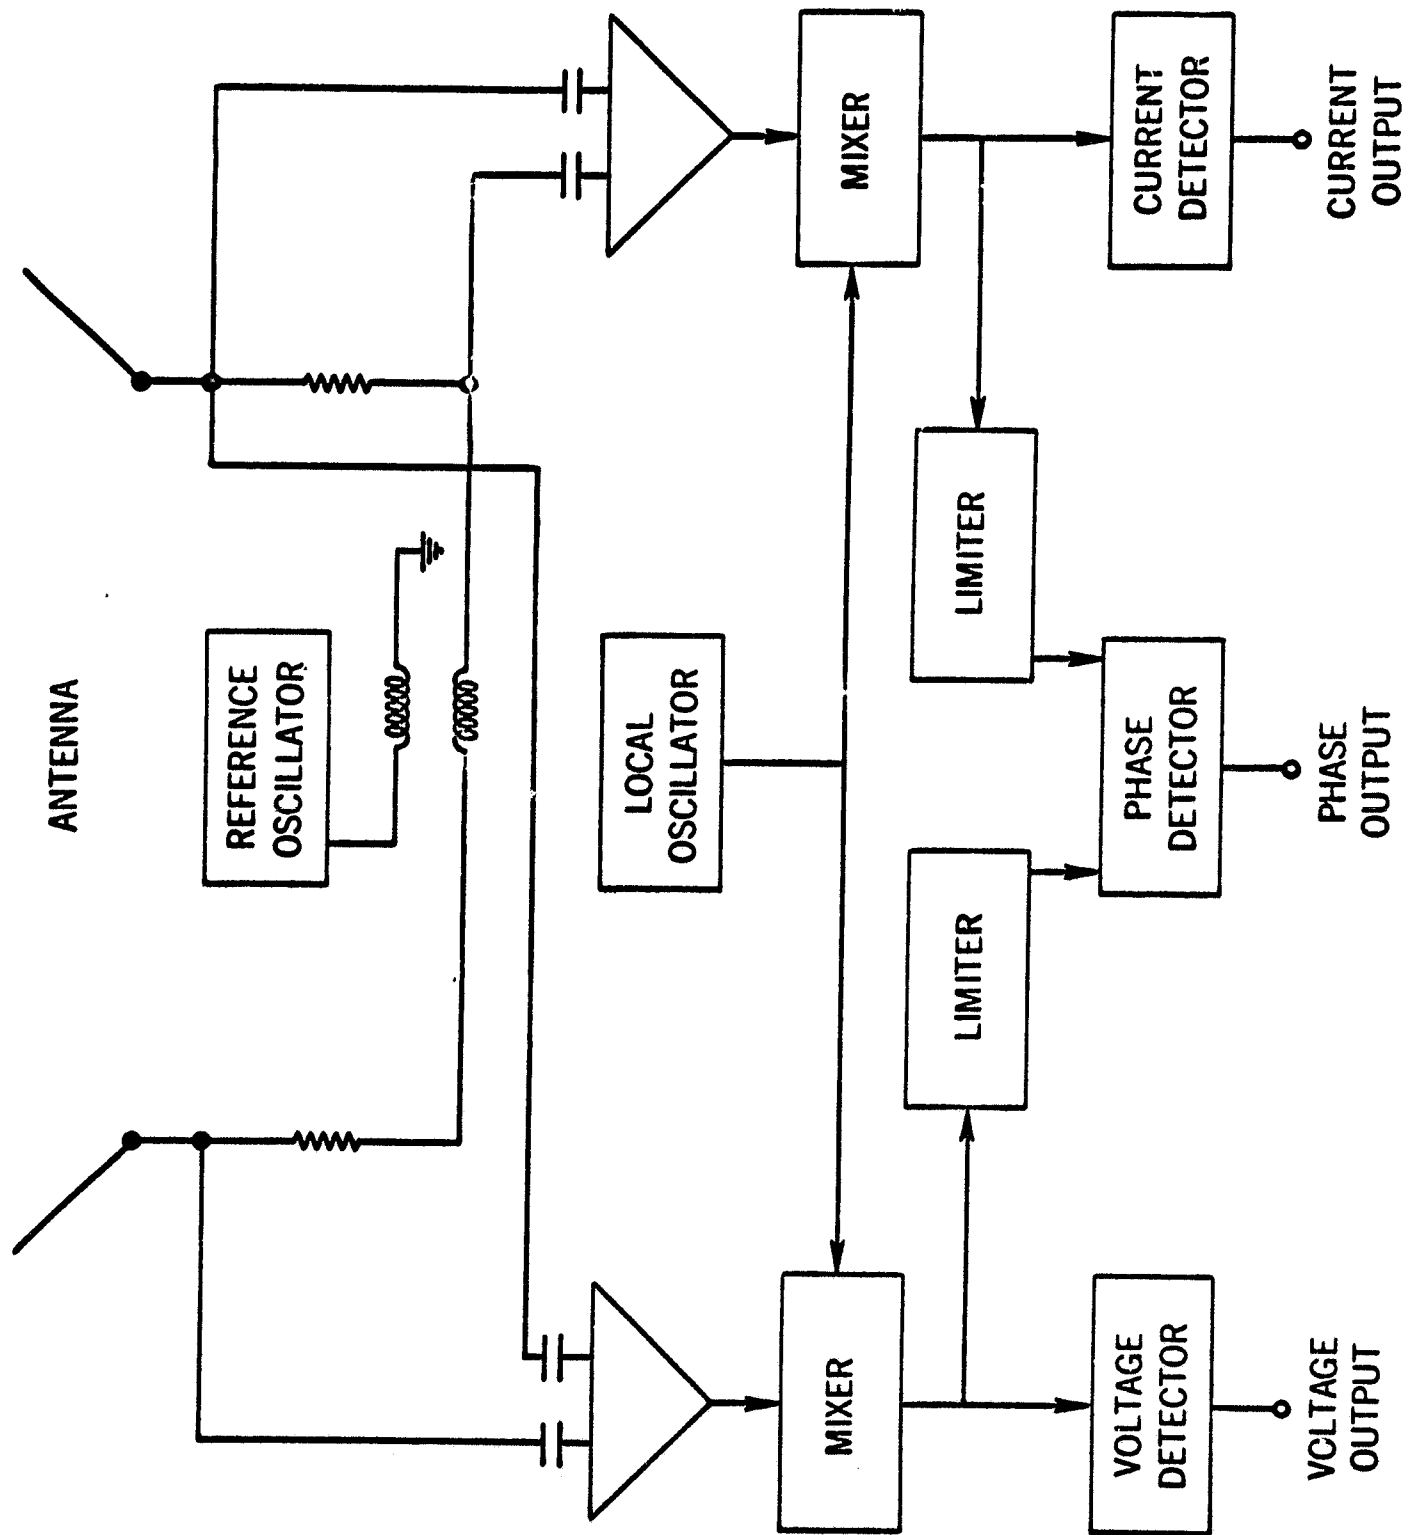 ANTENNA
REFERENCE
OSCILLATOR
LOCAL
OSCILLATOR
MIXER
MIXER
LIMITER
LIMITER
VOLTAGE
DETECTOR
PHASE
DETECTOR
CURRENT
DETECTOR
VOLTAGE
OUTPUT
PHASE
OUTPUT
CURRENT
OUTPUT